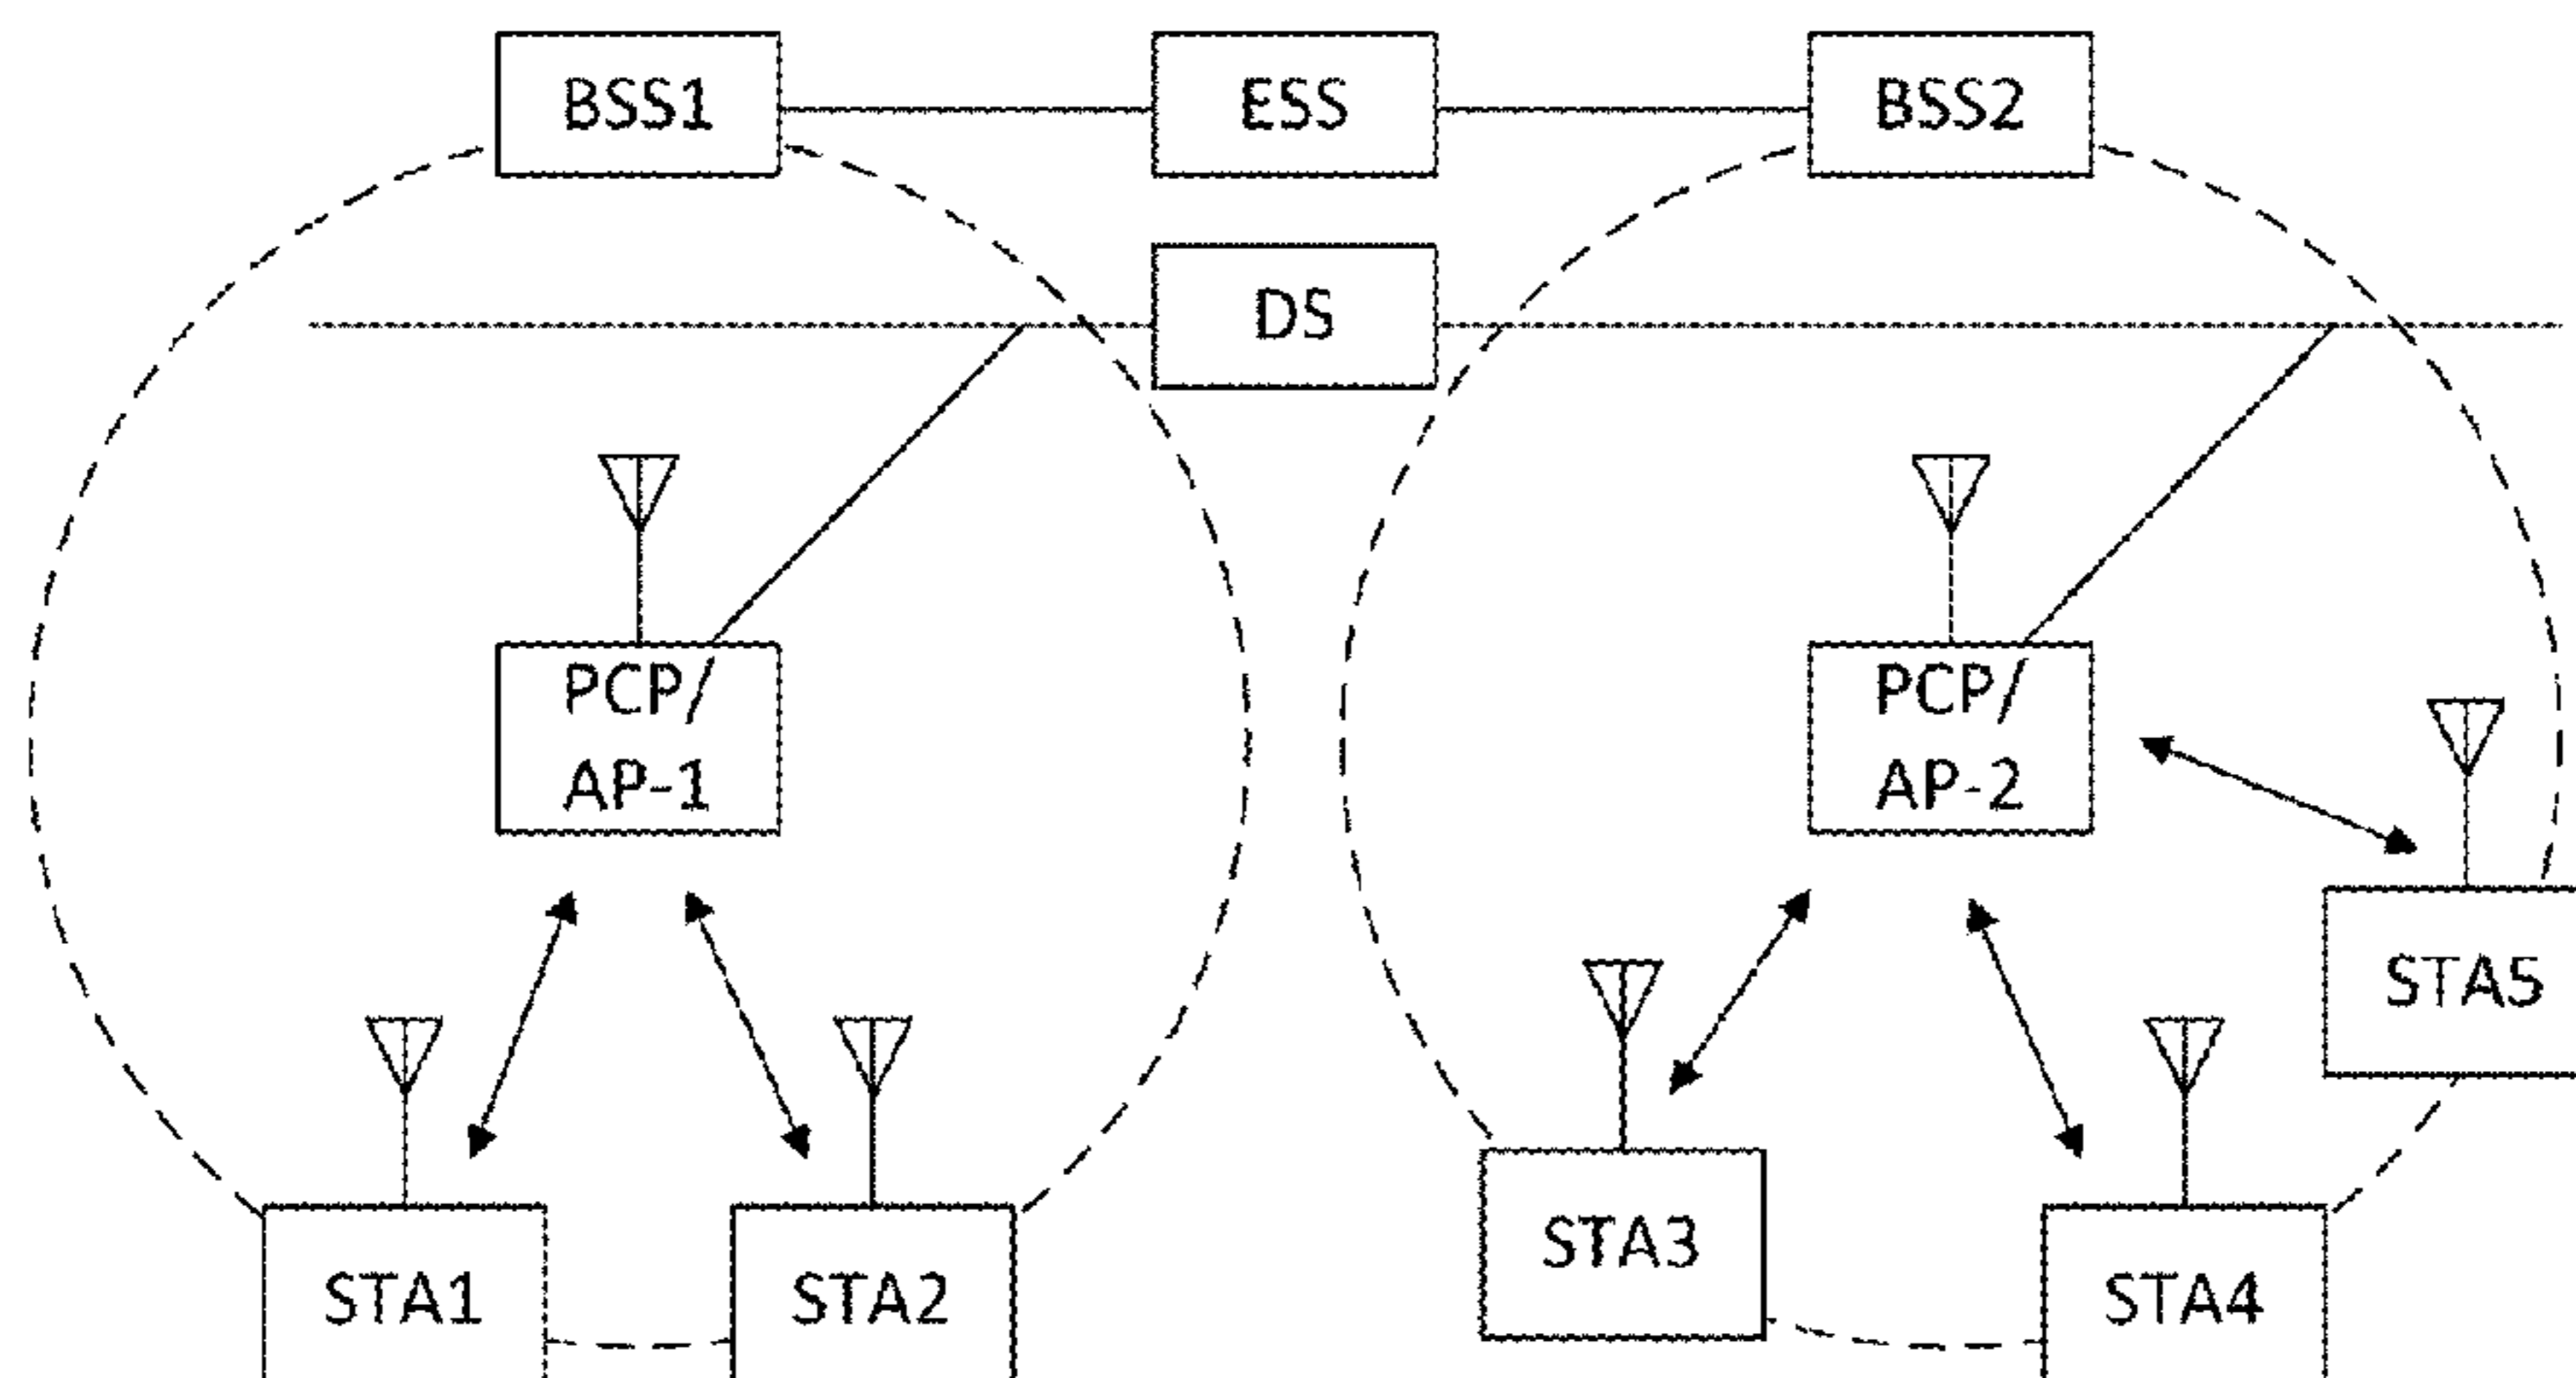 BSS1
ESS
BSS2
DS
PCP/
AP-1
PCP/
AP-2
STA5
STA3
STA1
STA2
STA4